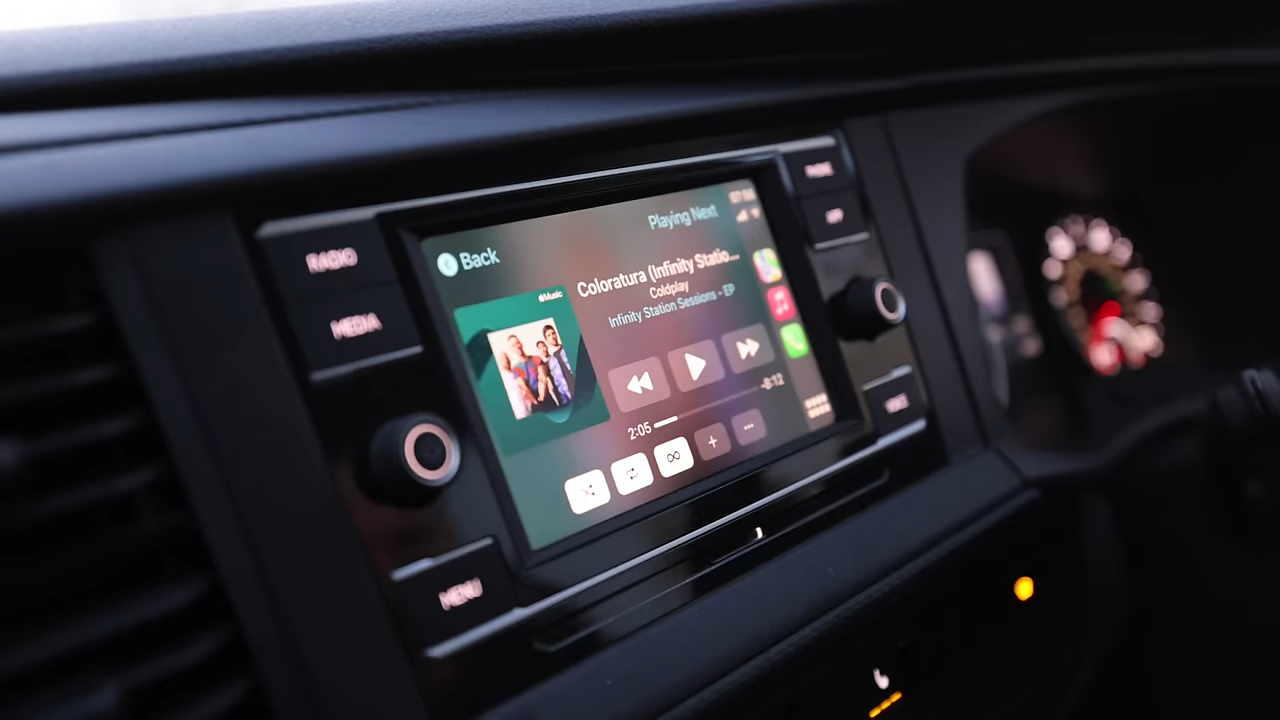 RADIO
MEDIA
MENU
Back
Playing Next
Music
Coloratura (Infinity Statio...
Coldplay
Infinity Station Sessions - EP
2:05
-8:12
PHONE
APP